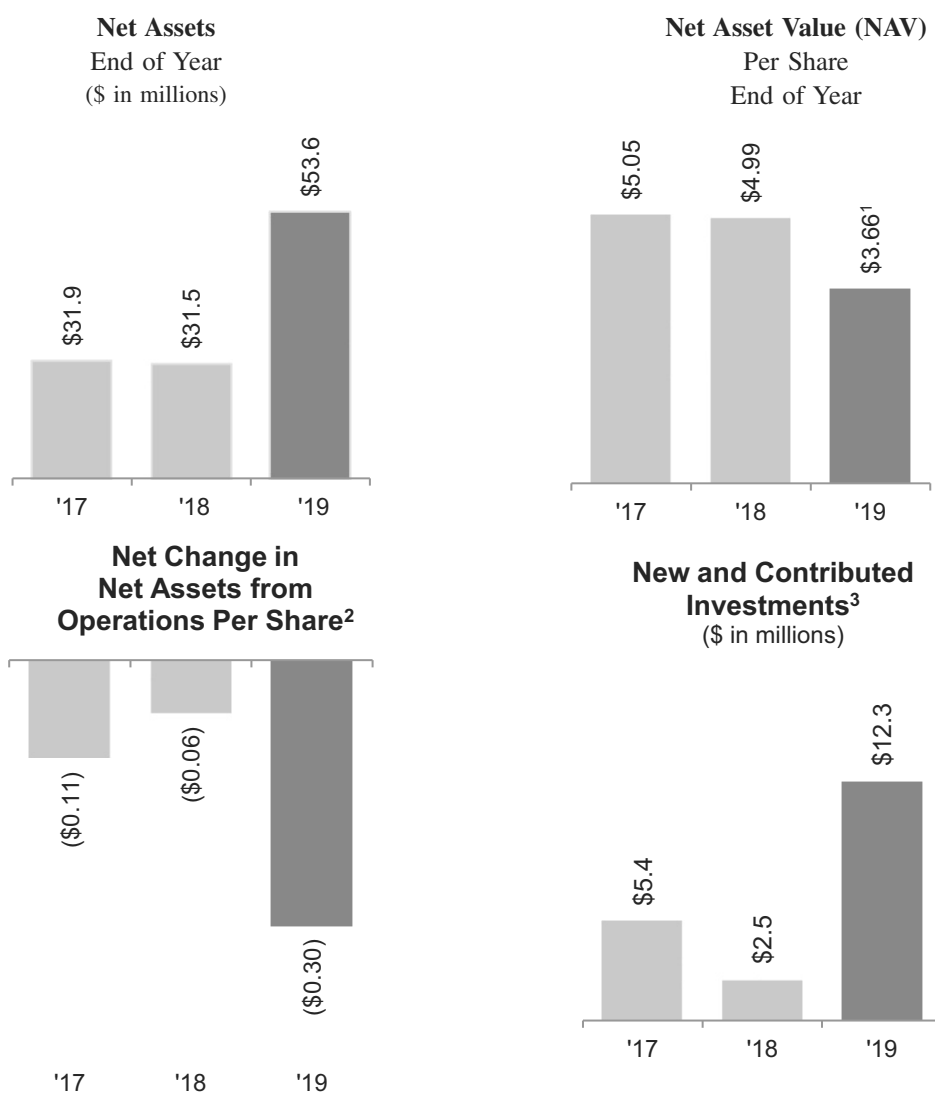 Net Assets
End of Year
($ in millions)
$31.9
$31.5
$53.6
'17
'18
'19
Net Asset Value (NAV)
Per Share
End of Year
$5.05
$4.99
$3.66¹
'17
'18
'19
Net Change in
Net Assets from
Operations Per Share²
($0.11)
($0.06)
($0.30)
'17
'18
'19
New and Contributed
Investments³
($ in millions)
$5.4
$2.5
$12.3
'17
'18
'19